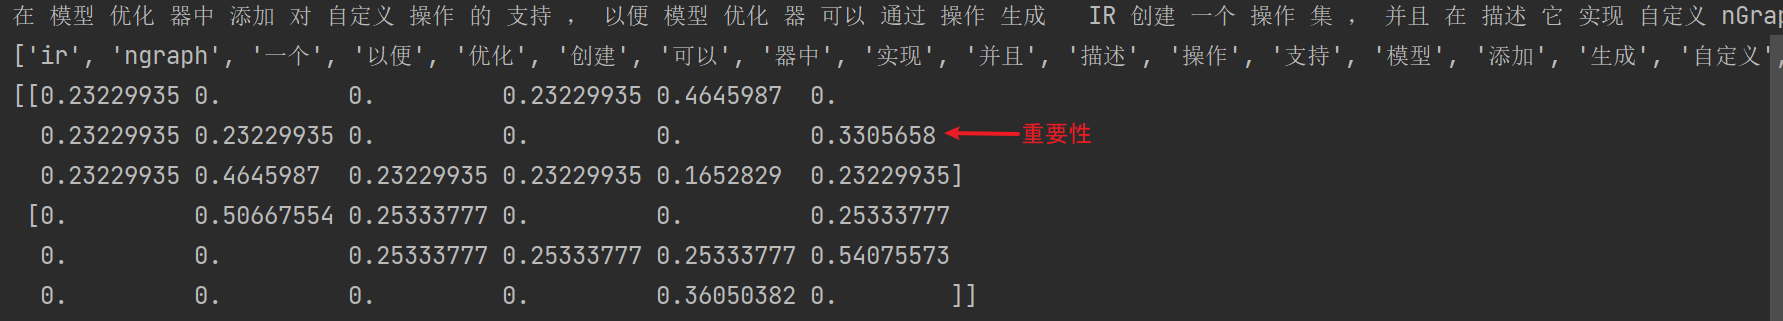 在 模型 优化 器中 添加 对 自定义 操作 的 支持 , 以便 模型 优化 器 可以 通过 操作 生成   IR 创建 一个 操作 集 , 并且 在 描述 它 实现 自定义 nGra
['ir', 'ngraph', '一个', '以便', '优化', '创建', '可以', '器中', '实现', '并且', '描述', '操作', '支持', '模型', '添加', '生成', '自定义',
[[0.23229935 0.         0.         0.23229935 0.4645987  0.
  0.23229935 0.23229935 0.         0.         0.         0.3305658 重要性
  0.23229935 0.4645987  0.23229935 0.23229935 0.1652829  0.23229935]
 [0.         0.50667554 0.25333777 0.         0.         0.25333777
  0.         0.         0.25333777 0.25333777 0.25333777 0.54075573
  0.         0.         0.         0.         0.36050382 0.        ]]